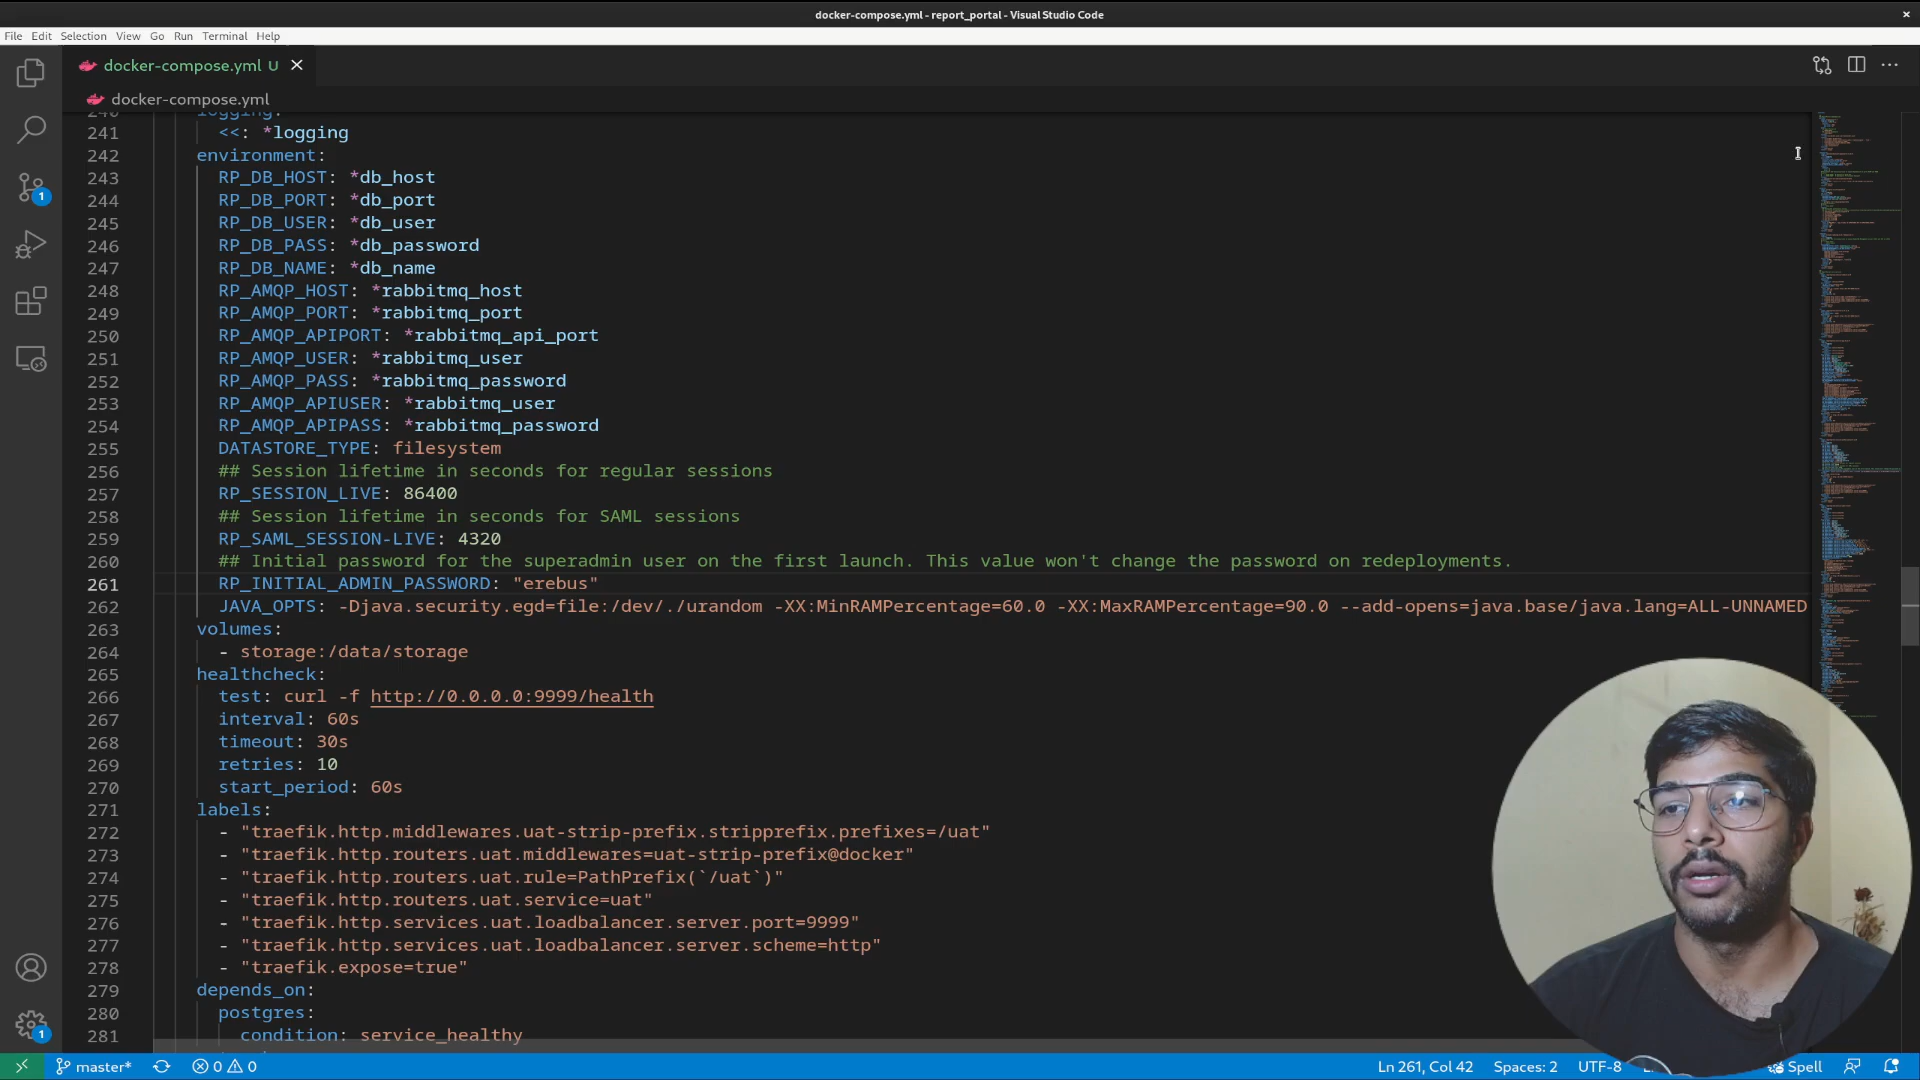 docker-compose.yml - report_portal - Visual Studio Code
File Edit Selection View Go Run Terminal Help
docker-compose.yml U
docker-compose.yml
241 <<: *logging
242 environment:
243 RP_DB_HOST: *db_host
244 RP_DB_PORT: *db_port
245 RP_DB_USER: *db_user
246 RP_DB_PASS: *db_password
247 RP_DB_NAME: *db_name
248 RP_AMQP_HOST: *rabbitmq_host
249 RP_AMQP_PORT: *rabbitmq_port
250 RP_AMQP_APIPORT: *rabbitmq_api_port
251 RP_AMQP_USER: *rabbitmq_user
252 RP_AMQP_PASS: *rabbitmq_password
253 RP_AMQP_APIUSER: *rabbitmq_user
254 RP_AMQP_APIPASS: *rabbitmq_password
255 DATASTORE_TYPE: filesystem
256 ## Session lifetime in seconds for regular sessions
257 RP_SESSION_LIVE: 86400
258 ## Session lifetime in seconds for SAML sessions
259 RP_SAML_SESSION-LIVE: 4320
260 ## Initial password for the superadmin user on the first launch. This value won't change the password on redeployments.
261 RP_INITIAL_ADMIN_PASSWORD: "erebus"
262 JAVA_OPTS: -Djava.security.egd=file:/dev/./urandom -XX:MinRAMPercentage=60.0 -XX:MaxRAMPercentage=90.0 --add-opens=java.base/java.lang=ALL-UNNAMED
263 volumes:
264 - storage:/data/storage
265 healthcheck:
266 test: curl -f http://0.0.0.0:9999/health
267 interval: 60s
268 timeout: 30s
269 retries: 10
270 start_period: 60s
271 labels:
272 - "traefik.http.middlewares.uat-strip-prefix.stripprefix.prefixes=/uat"
273 - "traefik.http.routers.uat.middlewares=uat-strip-prefix@docker"
274 - "traefik.http.routers.uat.rule=PathPrefix(`/uat`)"
275 - "traefik.http.routers.uat.service=uat"
276 - "traefik.http.services.uat.loadbalancer.server.port=9999"
277 - "traefik.http.services.uat.loadbalancer.server.scheme=http"
278 - "traefik.expose=true"
279 depends_on:
280 postgres:
281 condition: service_healthy
master* 0 0 Ln 261, Col 42 Spaces: 2 UTF-8 Spell